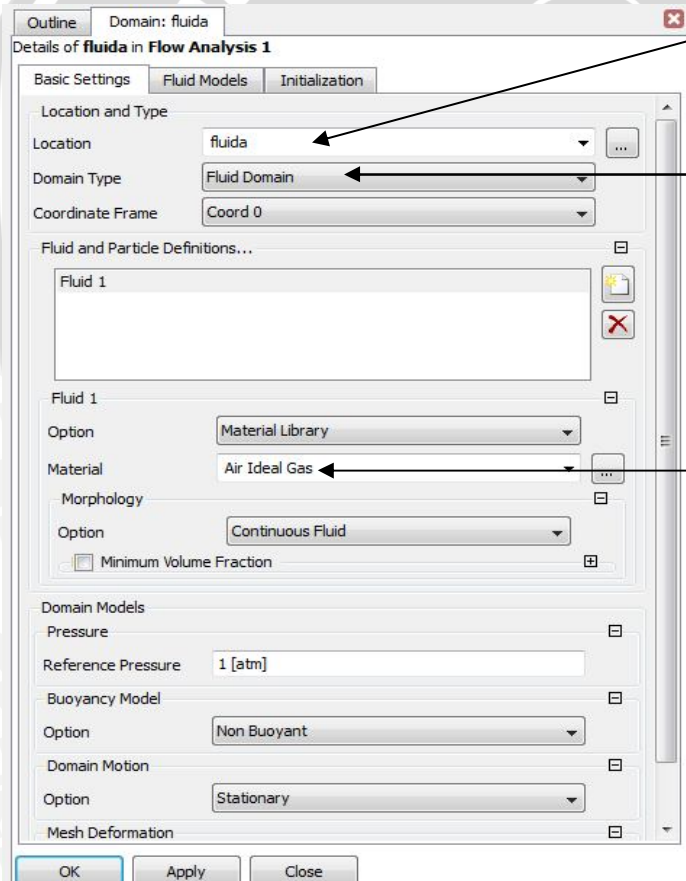 Outline Domain: fluida
Details of fluida in Flow Analysis 1
Basic Settings Fluid Models Initialization
Location and Type
Location fluida ...
Domain Type Fluid Domain
Coordinate Frame Coord 0
Fluid and Particle Definitions...
Fluid 1
Fluid 1
Option Material Library
Material Air Ideal Gas ...
Morphology
Option Continuous Fluid
Minimum Volume Fraction
Domain Models
Pressure
Reference Pressure 1 [atm]
Buoyancy Model
Option Non Buoyant
Domain Motion
Option Stationary
Mesh Deformation
OK Apply Close